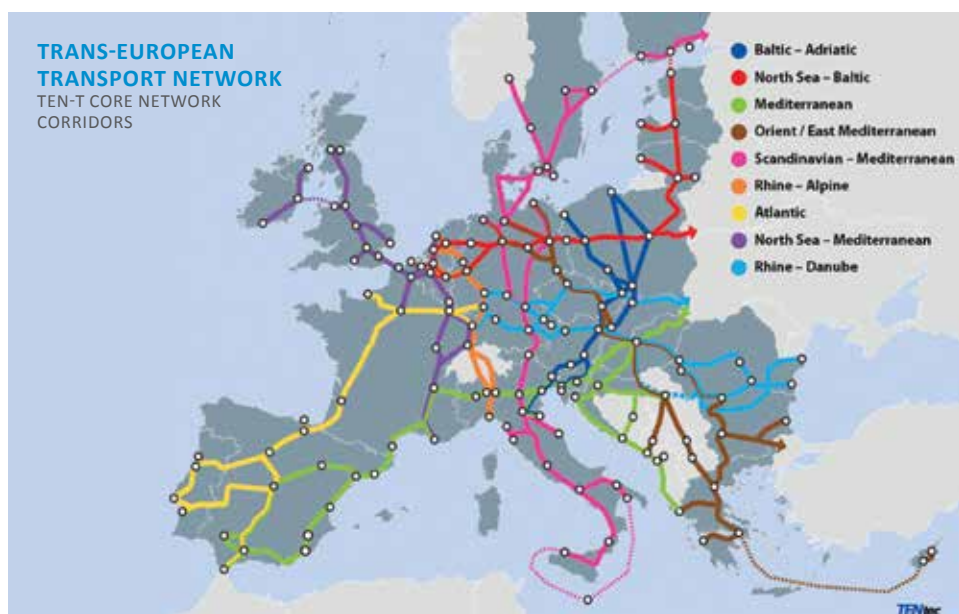 TRANS-EUROPEAN
TRANSPORT NETWORK
TEN-T CORE NETWORK
CORRIDORS
Baltic – Adriatic
North Sea – Baltic
Mediterranean
Orient / East Mediterranean
Scandinavian – Mediterranean
Rhine – Alpine
Atlantic
North Sea – Mediterranean
Rhine – Danube
TENtec